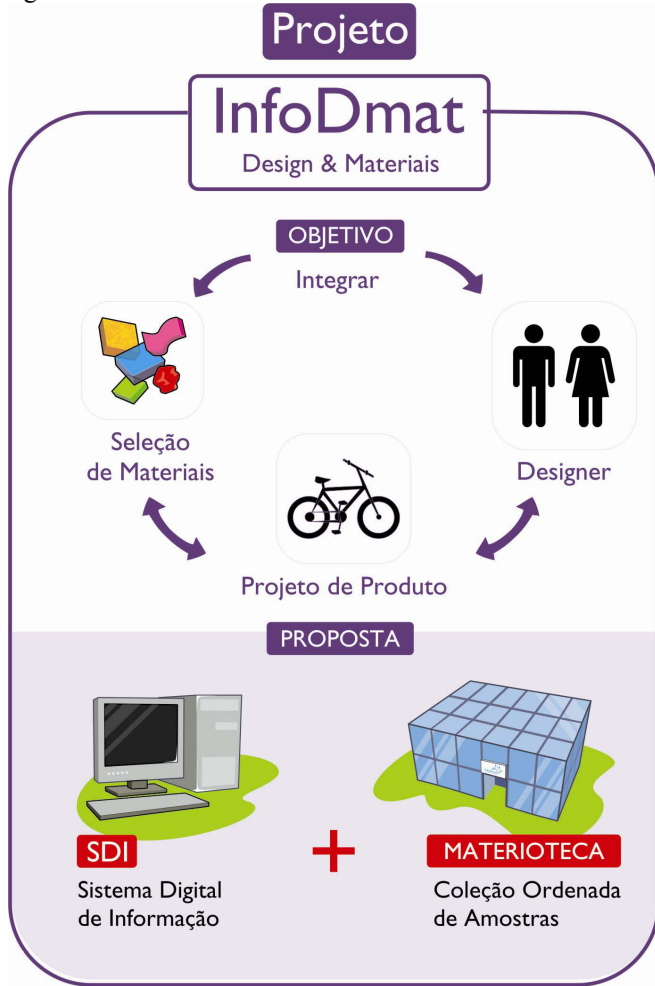 Projeto
InfoDmat
Design & Materiais
OBJETIVO
Integrar
Seleção
de Materiais
Designer
Projeto de Produto
PROPOSTA
SDI
Sistema Digital
de Informação
+
MATERIOTECA
Coleção Ordenada
de Amostras